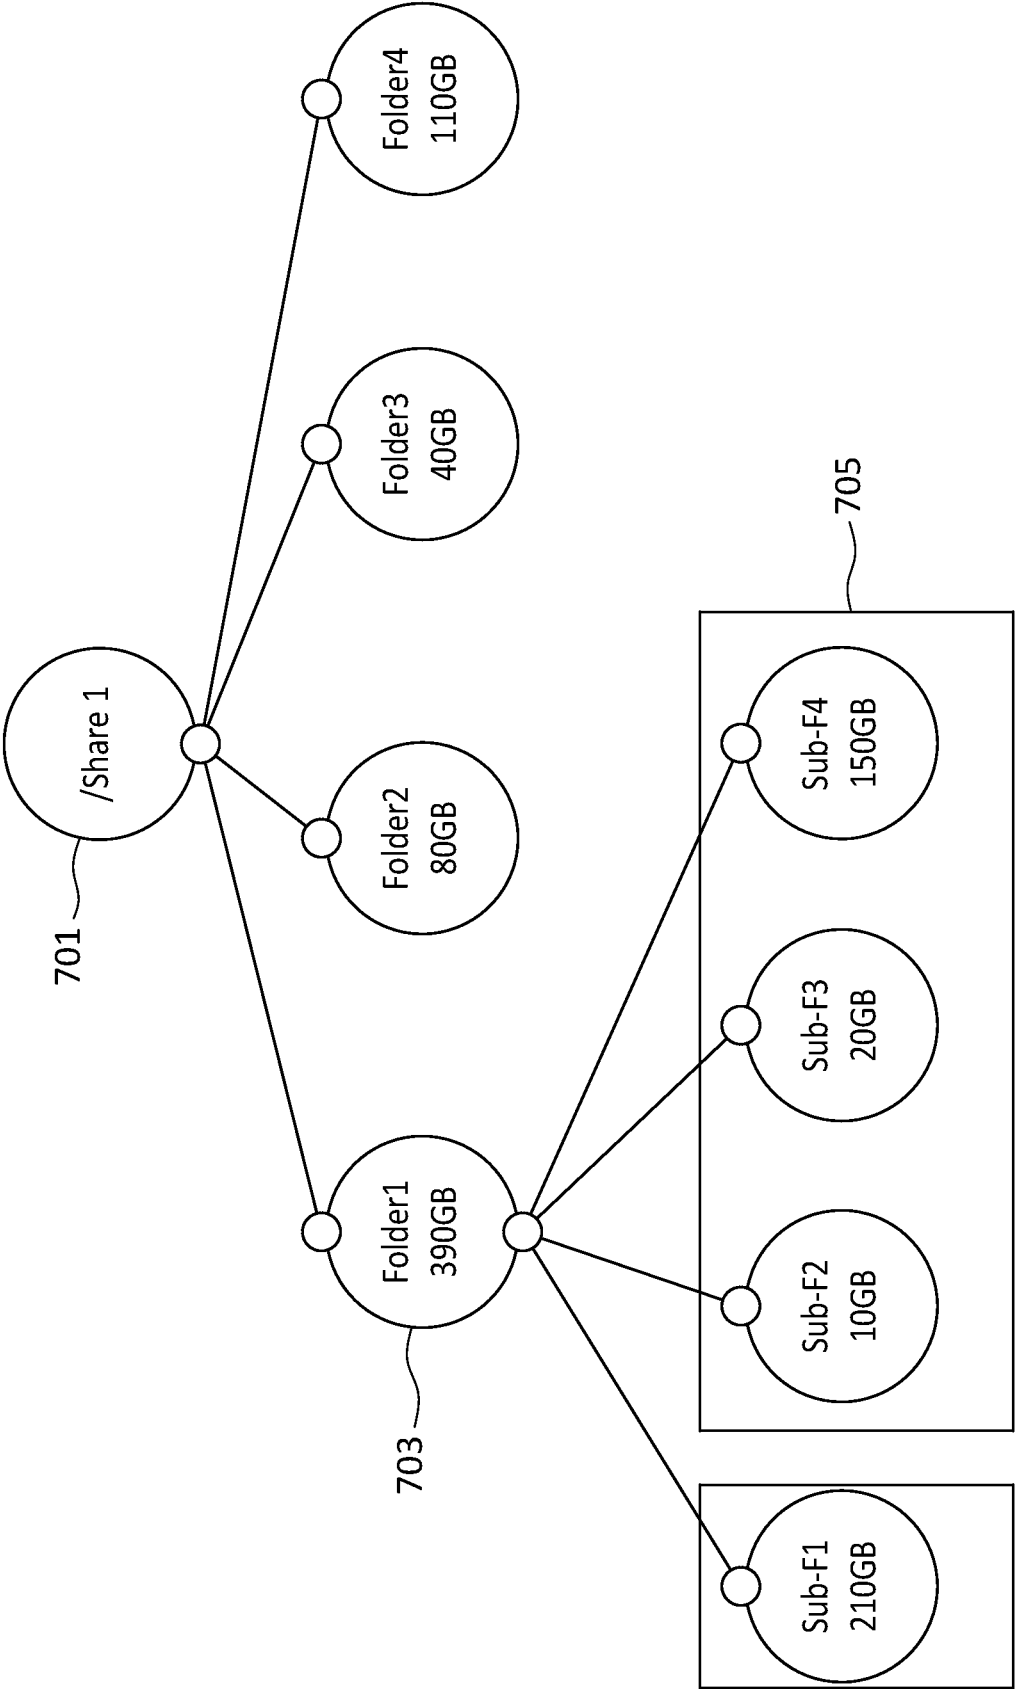 701
/Share 1
703
Folder1
390GB
Folder2
80GB
Folder3
40GB
Folder4
110GB
Sub-F1
210GB
Sub-F2
10GB
Sub-F3
20GB
Sub-F4
150GB
705